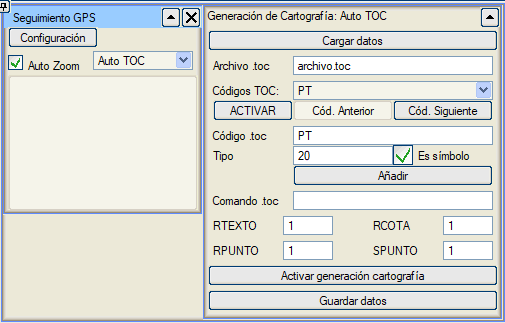 Seguimiento GPS
Configuración
Auto Zoom
Auto TOC
Generación de Cartografía: Auto TOC
Cargar datos
Archivo .toc
archivo.toc
Códigos TOC:
PT
ACTIVAR
Cód. Anterior
Cód. Siguiente
Código .toc
PT
Tipo
20
Es símbolo
Añadir
Comando .toc
RTEXTO
1
RCOTA
1
RPUNTO
1
SPUNTO
1
Activar generación cartografía
Guardar datos